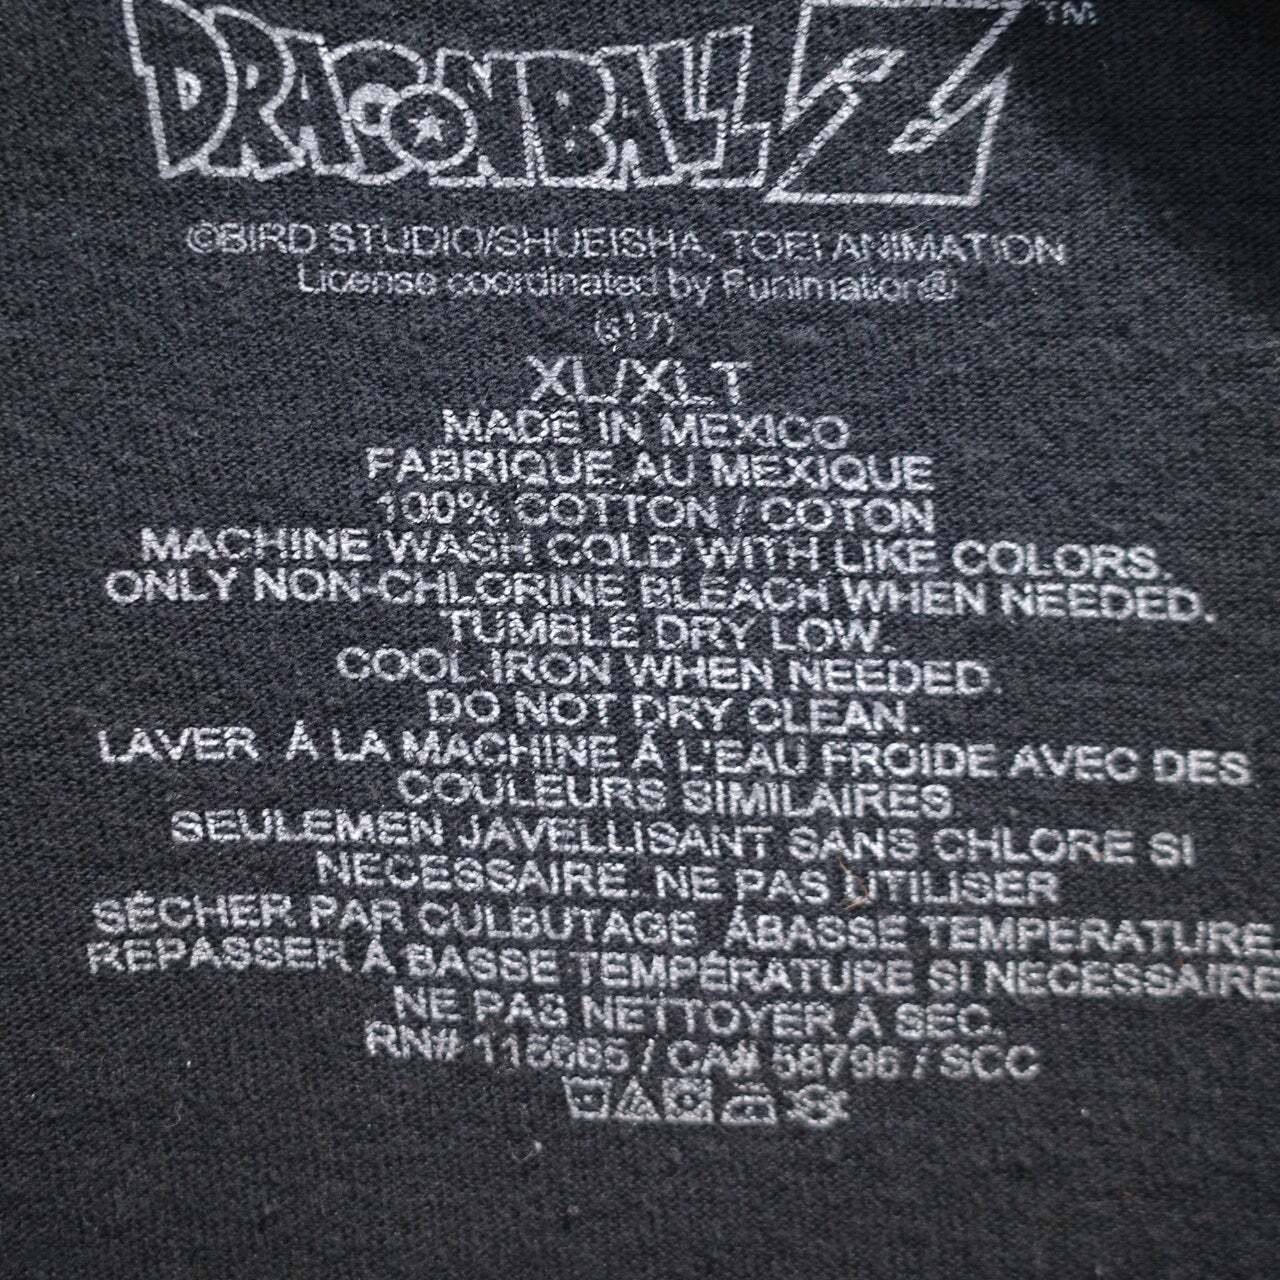 DRAGONBALL Z™
©BIRD STUDIO/SHUEISHA, TOEI ANIMATION
License coordinated by Funimation®
(s17)
XL/XLT
MADE IN MEXICO
FABRIQUE AU MEXIQUE
100% COTTON / COTON
MACHINE WASH COLD WITH LIKE COLORS.
ONLY NON-CHLORINE BLEACH WHEN NEEDED.
TUMBLE DRY LOW.
COOL IRON WHEN NEEDED.
DO NOT DRY CLEAN.
LAVER À LA MACHINE À L'EAU FROIDE AVEC DES
COULEURS SIMILAIRES.
SEULEMEN JAVELLISANT SANS CHLORE SI
NECESSAIRE. NE PAS UTILISER
SÉCHER PAR CULBUTAGE ÀBASSE TEMPERATURE.
REPASSER À BASSE TEMPÉRATURE SI NECESSAIRE
NE PAS NETTOYER À SEC.
RN# / CA# 58796 / SCC